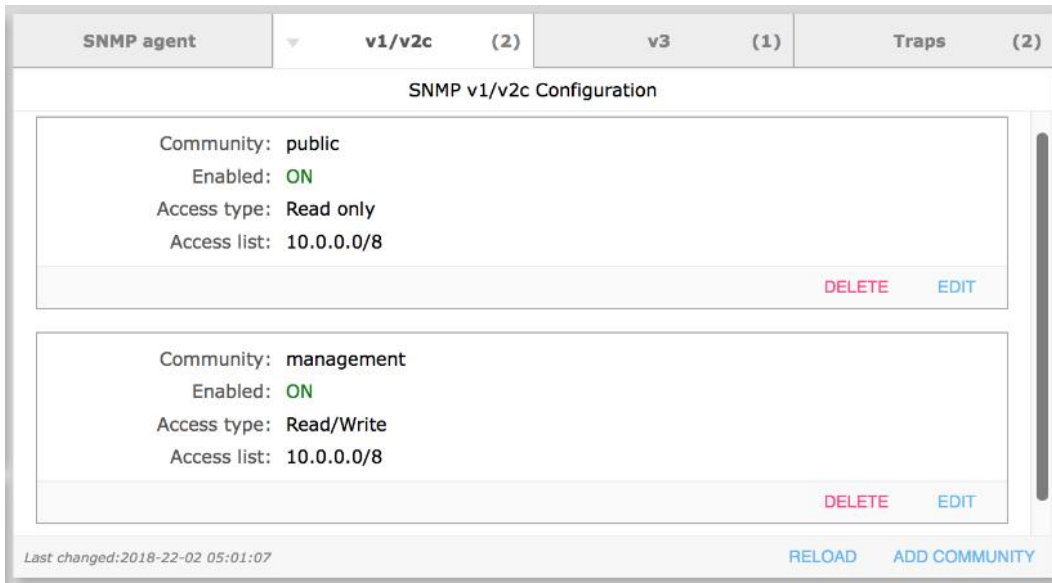 SNMP agent v1/v2c (2) v3 (1) Traps (2)
SNMP v1/v2c Configuration
Community: public
Enabled: ON
Access type: Read only
Access list: 10.0.0.0/8
DELETE EDIT
Community: management
Enabled: ON
Access type: Read/Write
Access list: 10.0.0.0/8
DELETE EDIT
Last changed:2018-22-02 05:01:07 RELOAD ADD COMMUNITY